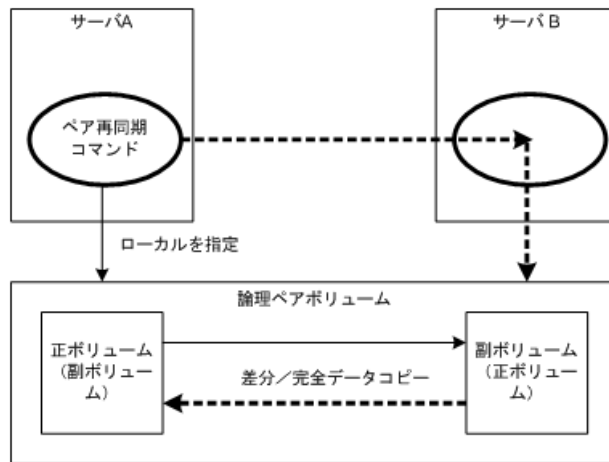 サーバA
サーバB
ペア再同期
コマンド
ローカルを指定
論理ペアボリューム
正ボリューム
(副ボリュー
ム)
差分/完全データコピー
副ボリューム
(正ボリュー
ム)